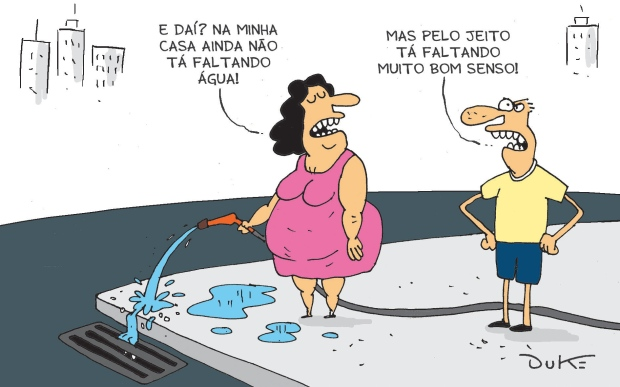 E DAÍ? NA MINHA
CASA AINDA NÃO
TÁ FALTANDO
ÁGUA!
MAS PELO JEITO
TÁ FALTANDO
MUITO BOM SENSO!
DUKE